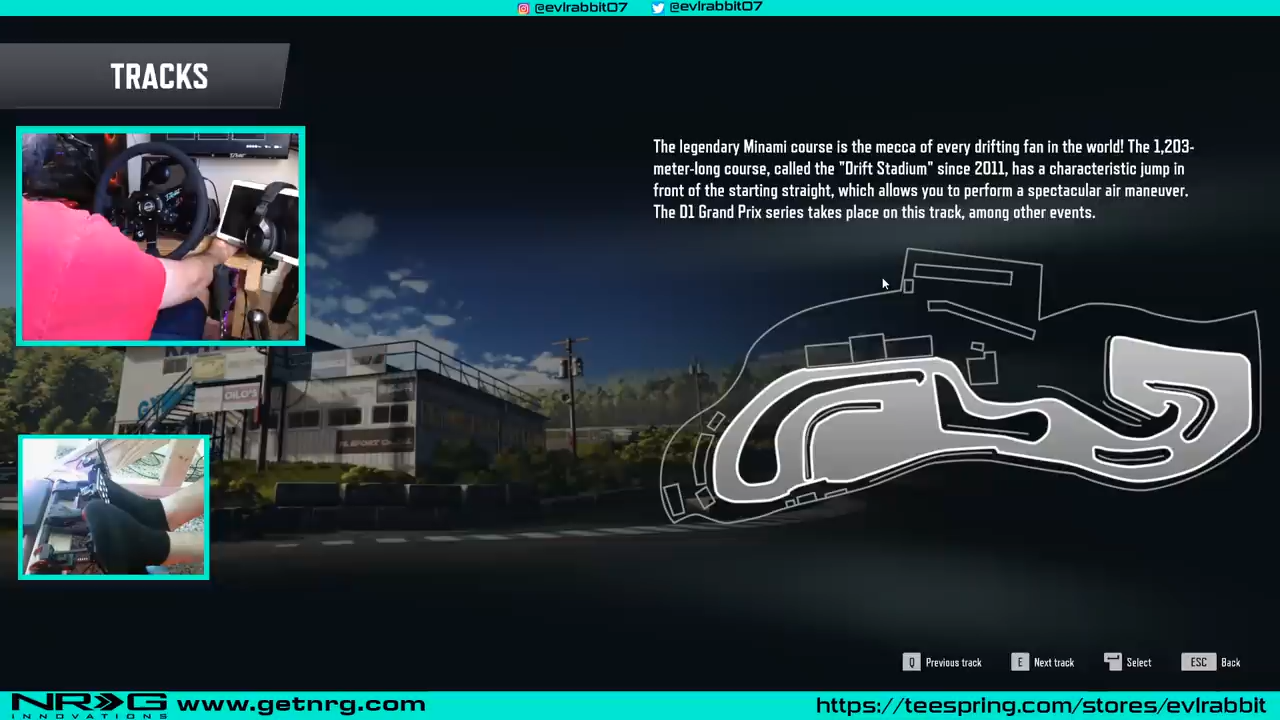 @evlrabbit07 @evlrabbit07
TRACKS
The legendary Minami course is the mecca of every drifting fan in the world! The 1,203-
meter-long course, called the "Drift Stadium" since 2011, has a characteristic jump in
front of the starting straight, which allows you to perform a spectacular air maneuver.
The D1 Grand Prix series takes place on this track, among other events.
Q Previous track E Next track Select ESC Back
NRG INNOVATIONS www.getnrg.com https://teespring.com/stores/evlrabbit